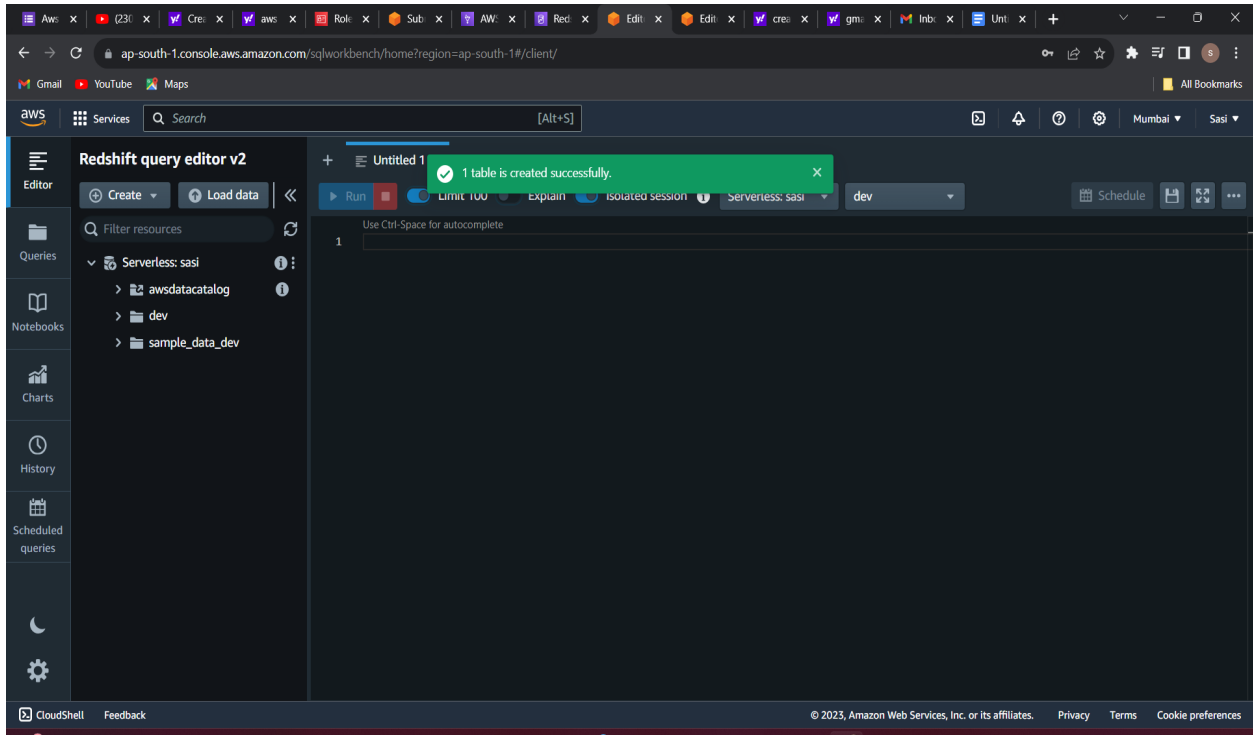 Aws
(230
Crea
aws
Role
Sub
AWS
Red
Edit
Edit
crea
gma
Inbo
Unti
ap-south-1.console.aws.amazon.com/sqlworkbench/home?region=ap-south-1#/client/
S
Gmail
YouTube
Maps
All Bookmarks
aws
Services
Search
[Alt+S]
Mumbai
Sasi
Editor
Queries
Notebooks
Charts
History
Scheduled
queries
Redshift query editor v2
Create
Load data
Filter resources
Serverless: sasi
awsdatacatalog
dev
sample_data_dev
+ Untitled 1
1 table is created successfully.
Run
Limit 100
Explain
Isolated session
Serverless: sasi
dev
Schedule
Use Ctrl-Space for autocomplete
1
CloudShell
Feedback
© 2023, Amazon Web Services, Inc. or its affiliates.
Privacy
Terms
Cookie preferences